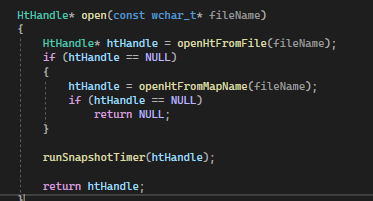 HtHandle* open(const wchar_t* fileName)
{
    HtHandle* htHandle = openHtFromFile(fileName);
    if (htHandle == NULL)
    {
        htHandle = openHtFromMapName(fileName);
        if (htHandle == NULL)
            return NULL;
    }

    runSnapshotTimer(htHandle);

    return htHandle;
}